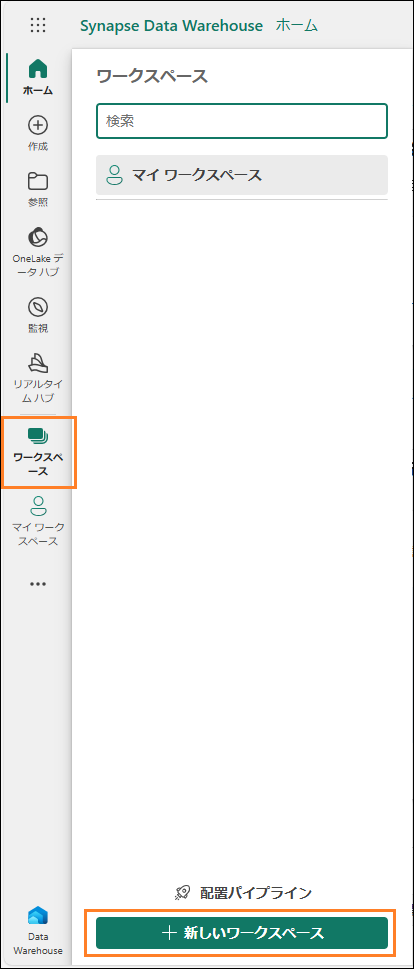 Synapse Data Warehouse ホーム
ホーム
作成
参照
OneLake デ
ータ ハブ
監視
リアルタイ
ム ハブ
ワークスペ
ース
マイ ワーク
スペース
Data
Warehouse
ワークスペース
検索
マイ ワークスペース
配置パイプライン
新しいワークスペース